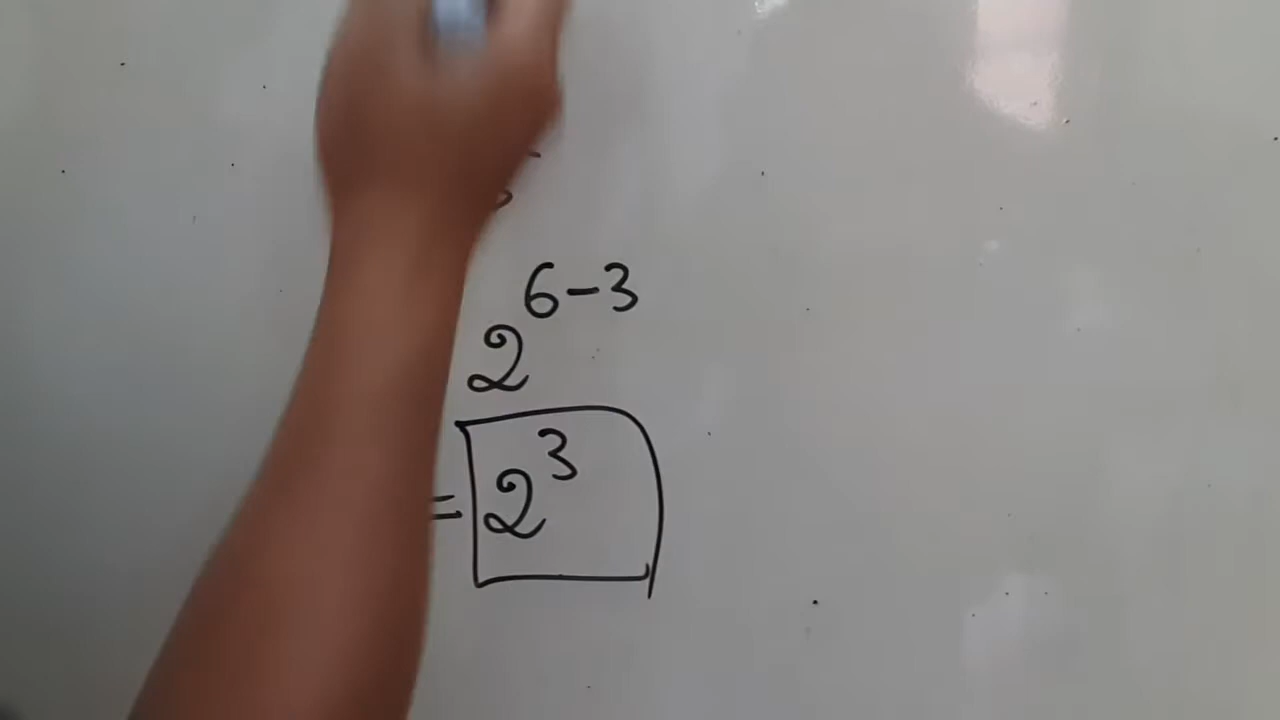 2^{6-3}
= 2^3